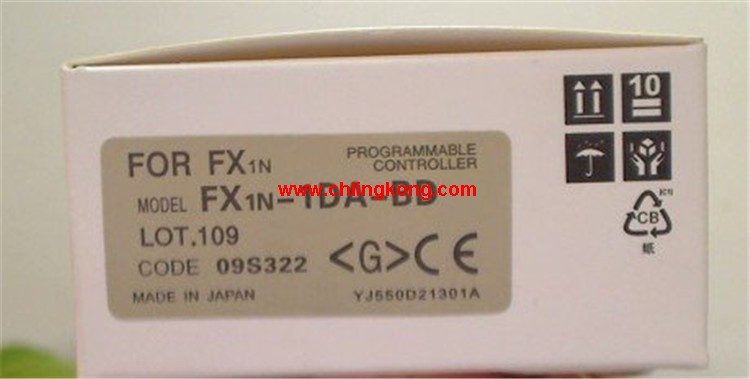 FOR FX1N
PROGRAMMABLE
CONTROLLER
MODEL FX1N-1DA-BD
www.chlingkong.com
LOT.109
CODE 09S322 <G> CE
MADE IN JAPAN
YJ550D21301A
10
CB
紙